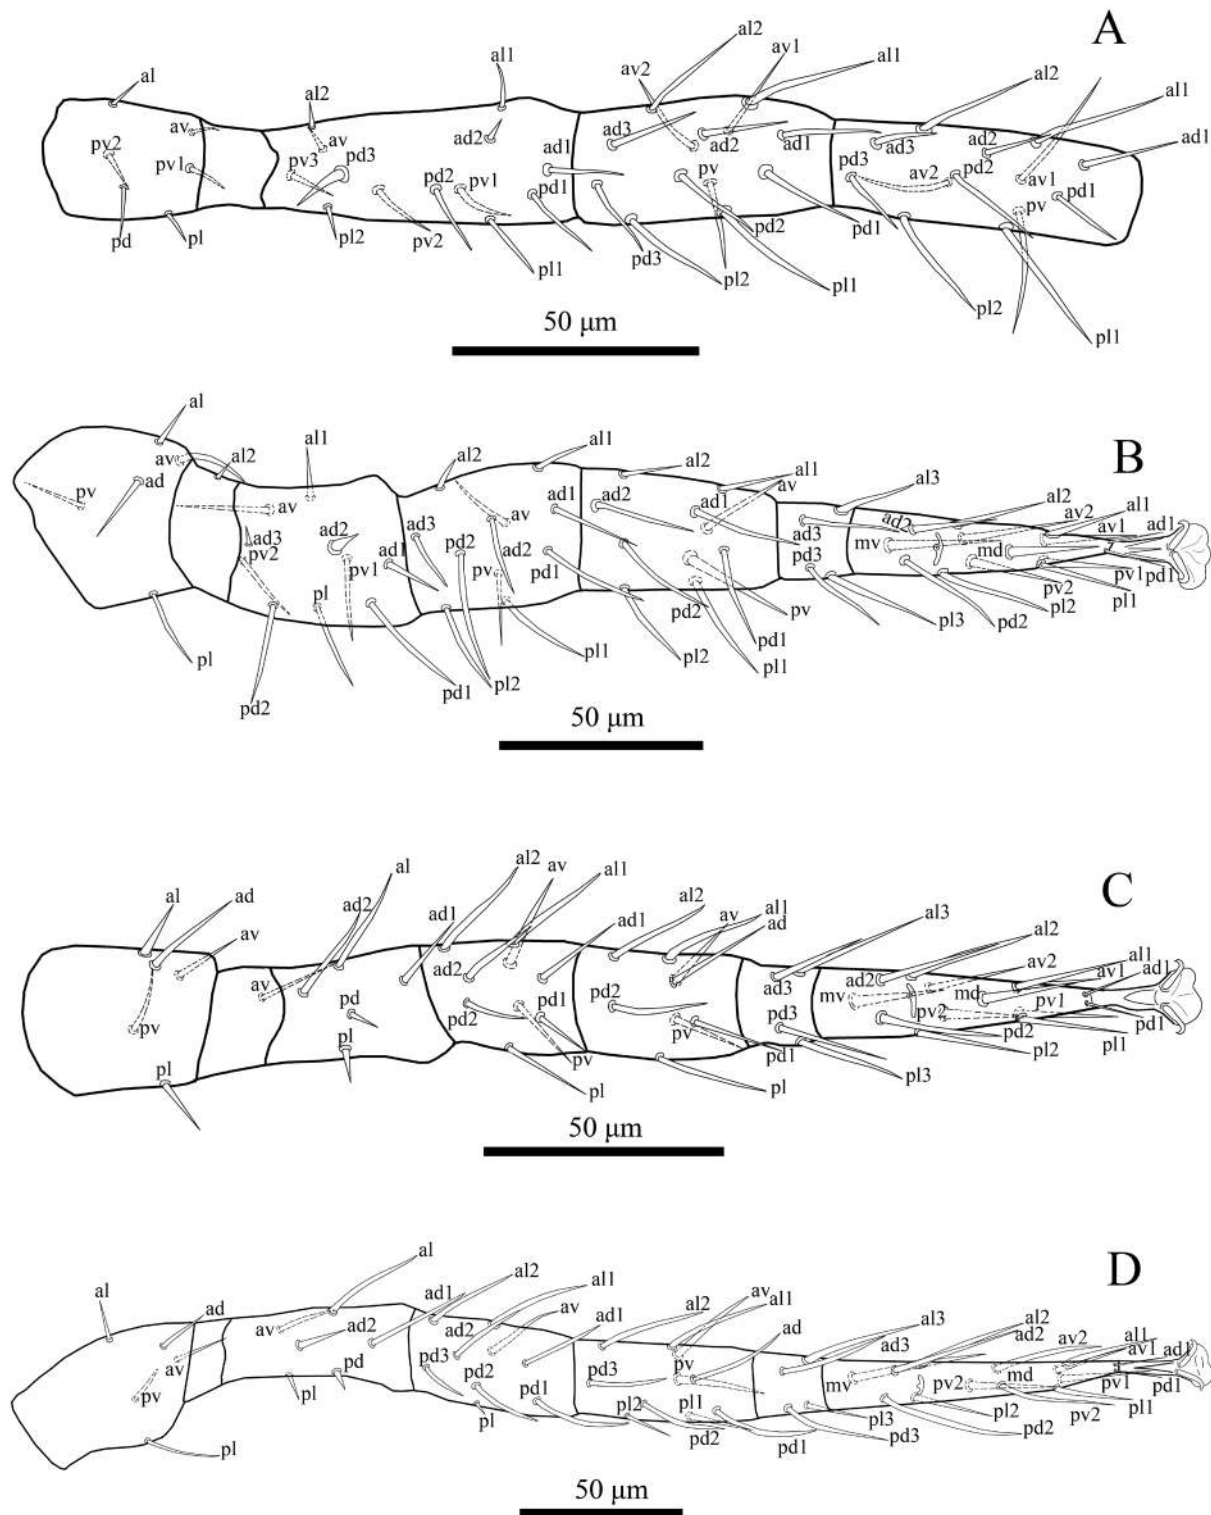 A
al av pv2 pv1 pd pl
al2 av pv3 pd3 pl2 pv2 pd2 pv1 pl1 al1 ad2 ad1 pd1
al2 av1 al1 av2 ad3 ad2 ad1 pv pd3 pl2 pd2 pl1 pd1
al2 al1 ad3 ad2 ad1 pd3 av2 pd2 av1 pv pd1 pl2 pl1
50 μm
B
al av ad pv pl
al2 al1 av ad3 ad2 pv2 pv1 ad1 pl pd2 pd1
al2 al1 ad3 av ad1 pd2 ad2 pv pd1 pl2 pl1
al2 al1 av ad2 ad1 pd2 pv pl2 pd1 pl1
al3 ad3 pd3 pl3
al2 av2 al1 av1 ad1 ad2 mv md pv2 pv1 pd1 pl1 pl2 pd2
50 μm
C
al ad av pv pl
al ad2 ad1 av pd pl
al2 av al1 ad2 ad1 pd2 pd1 pv pl
al2 av al1 ad pd2 pv pd1 pl
al3 ad3 pd3 pl3
al2 ad2 av2 al1 av1 ad1 mv md pv2 pv1 pd2 pd1 pl2 pl1
50 μm
D
al ad av pv pl
al av ad2 ad1 pl pd
al2 al1 ad2 av ad1 pd3 pd2 pd1 pl
al2 av al1 ad pd3 pv pl2 pl1 pd2 pd1
al3 ad3 pl3 pd3
al2 ad2 av2 al1 av1 ad1 mv md pv2 pv1 pd1 pl2 pv2 pl1 pd2
50 μm